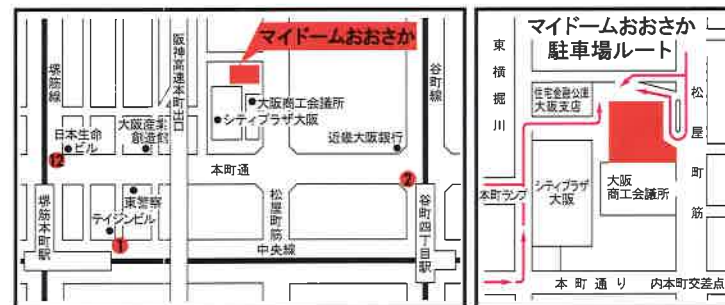 マイドームおおさか
阪神高速本町出口
堺筋線
谷町線
大阪商工会議所
シティプラザ大阪
大阪産業
創造館
日本生命
ビル
近畿大阪銀行
12
本町通
2
東警察
テイジンビル
1
松屋町筋
中央線
堺筋本町駅
谷町四丁目駅
マイドームおおさか
駐車場ルート
東横堀川
住宅金融公庫
大阪支店
松屋町筋
本町ランプ
シティプラザ
大阪
大阪
商工会議所
本町通り
内本町交差点